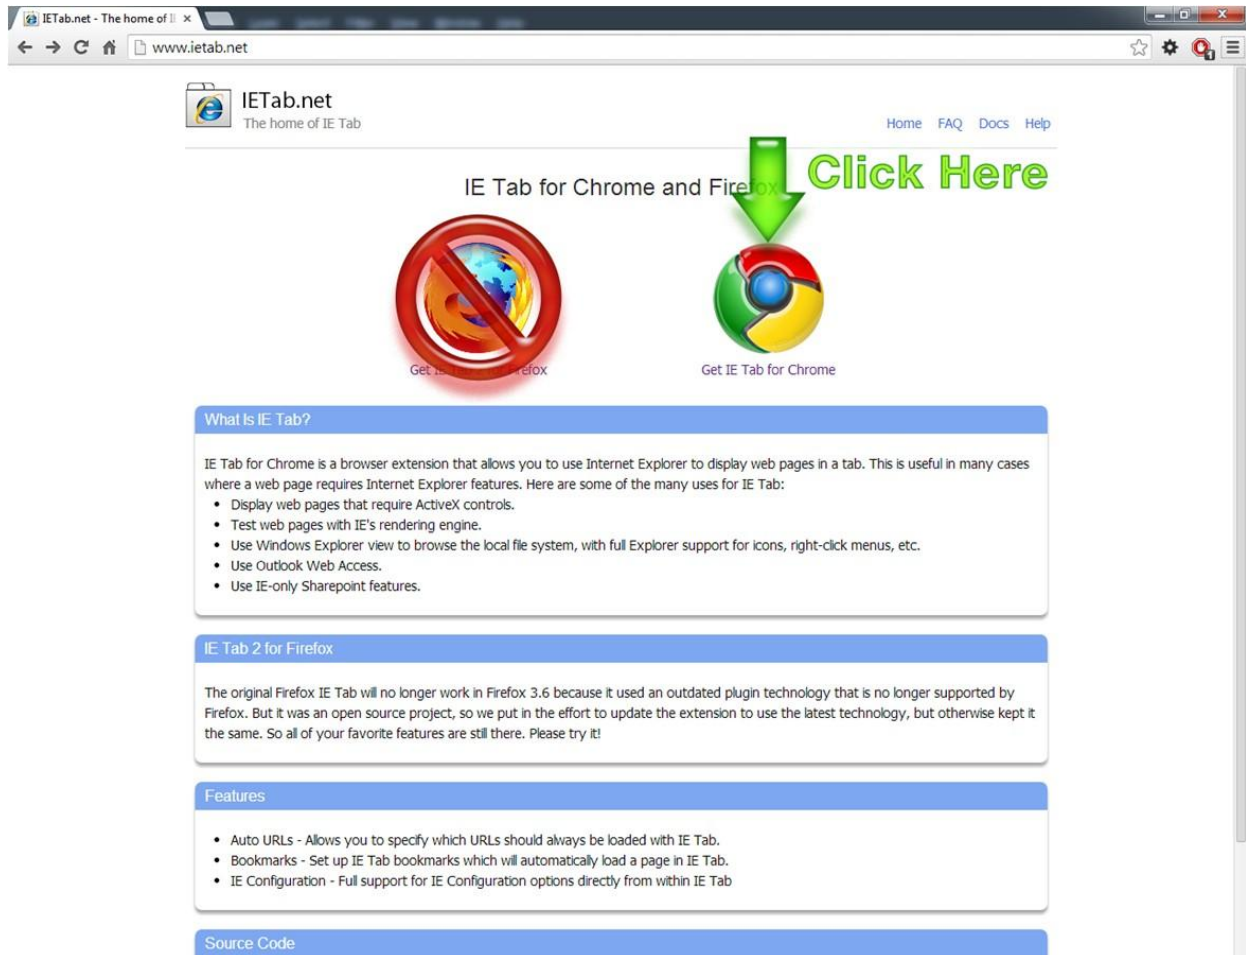 IETab.net - The home of I
www.ietab.net
IETab.net
The home of IE Tab
Home FAQ Docs Help
Click Here
IE Tab for Chrome and Firefox
Get IE Tab for Firefox
Get IE Tab for Chrome
What Is IE Tab?
IE Tab for Chrome is a browser extension that allows you to use Internet Explorer to display web pages in a tab. This is useful in many cases
where a web page requires Internet Explorer features. Here are some of the many uses for IE Tab:
• Display web pages that require ActiveX controls.
• Test web pages with IE's rendering engine.
• Use Windows Explorer view to browse the local file system, with full Explorer support for icons, right-click menus, etc.
• Use Outlook Web Access.
• Use IE-only Sharepoint features.
IE Tab 2 for Firefox
The original Firefox IE Tab will no longer work in Firefox 3.6 because it used an outdated plugin technology that is no longer supported by
Firefox. But it was an open source project, so we put in the effort to update the extension to use the latest technology, but otherwise kept it
the same. So all of your favorite features are still there. Please try it!
Features
• Auto URLs - Allows you to specify which URLs should always be loaded with IE Tab.
• Bookmarks - Set up IE Tab bookmarks which will automatically load a page in IE Tab.
• IE Configuration - Full support for IE Configuration options directly from within IE Tab
Source Code